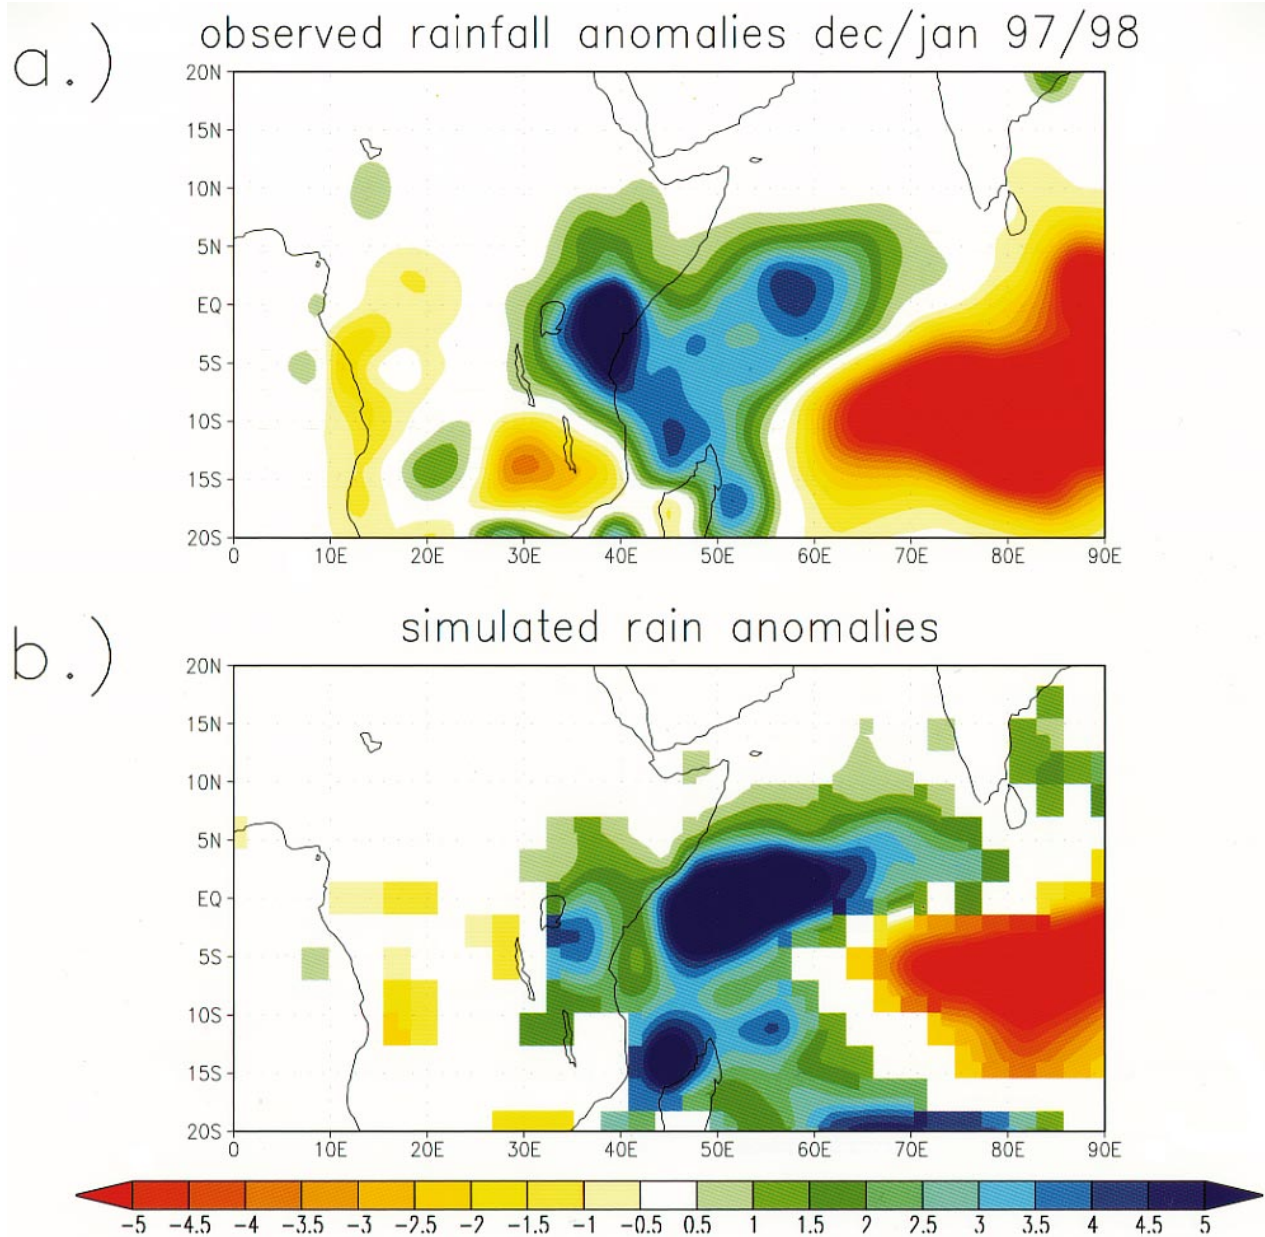 a.)
observed rainfall anomalies dec/jan 97/98
20N
15N
10N
5N
EQ
5S
10S
15S
20S
0 10E 20E 30E 40E 50E 60E 70E 80E 90E
b.)
simulated rain anomalies
20N
15N
10N
5N
EQ
5S
10S
15S
20S
0 10E 20E 30E 40E 50E 60E 70E 80E 90E
−5 −4.5 −4 −3.5 −3 −2.5 −2 −1.5 −1 −0.5 0.5 1 1.5 2 2.5 3 3.5 4 4.5 5